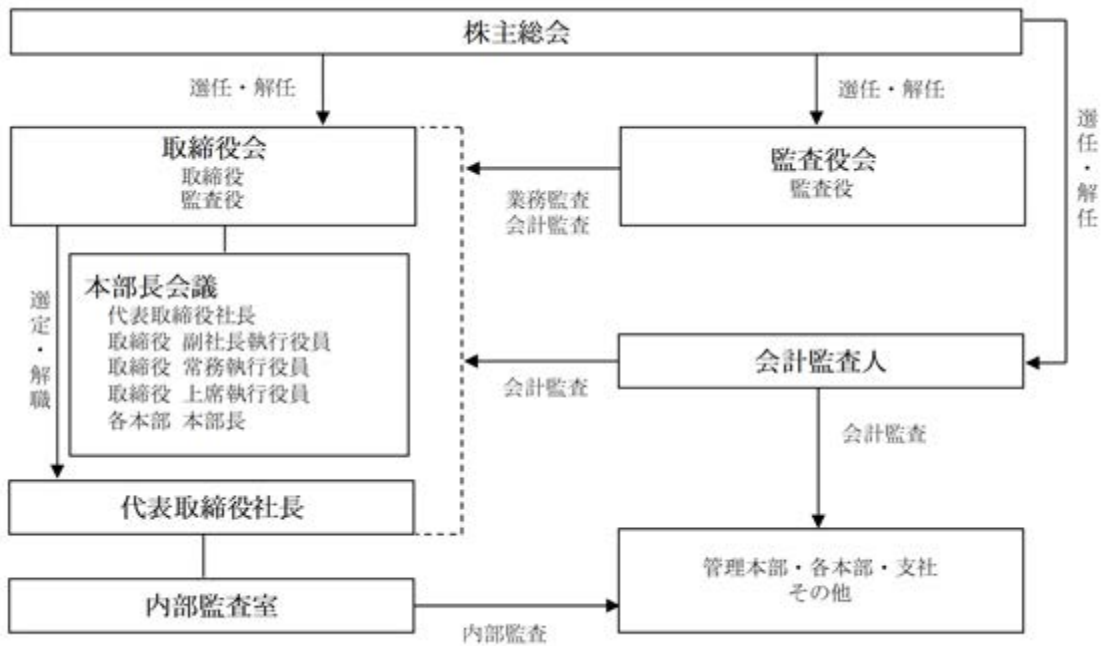 株主総会
選任・解任
選任・解任
選任・解任
取締役会
取締役
監査役
監査役会
監査役
業務監査
会計監査
選定・解職
本部長会議
代表取締役社長
取締役 副社長執行役員
取締役 常務執行役員
取締役 上席執行役員
各本部 本部長
会計監査人
会計監査
会計監査
代表取締役社長
管理本部・各本部・支社
その他
内部監査室
内部監査